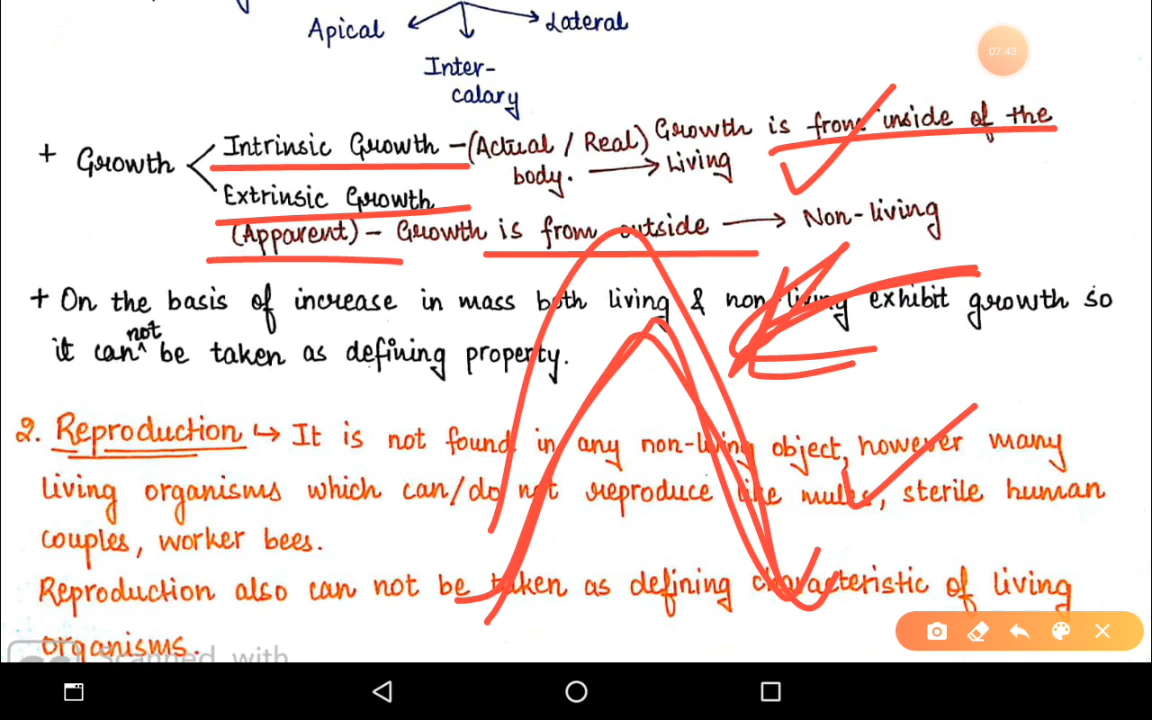 Apical Lateral
Inter-
calary
07:43
+ Growth Intrinsic Growth - (Actual / Real) Growth is from inside of the
body. → Living
Extrinsic Growth
(Apparent) - Growth is from outside → Non-living
+ On the basis of increase in mass both living & non-living exhibit growth so
it can not be taken as defining property.
2. Reproduction ↳ It is not found in any non-living object, however many
living organisms which can/do not reproduce like mules, sterile human
couples, worker bees.
Reproduction also can not be taken as defining characteristic of living
organisms.
Scanned with